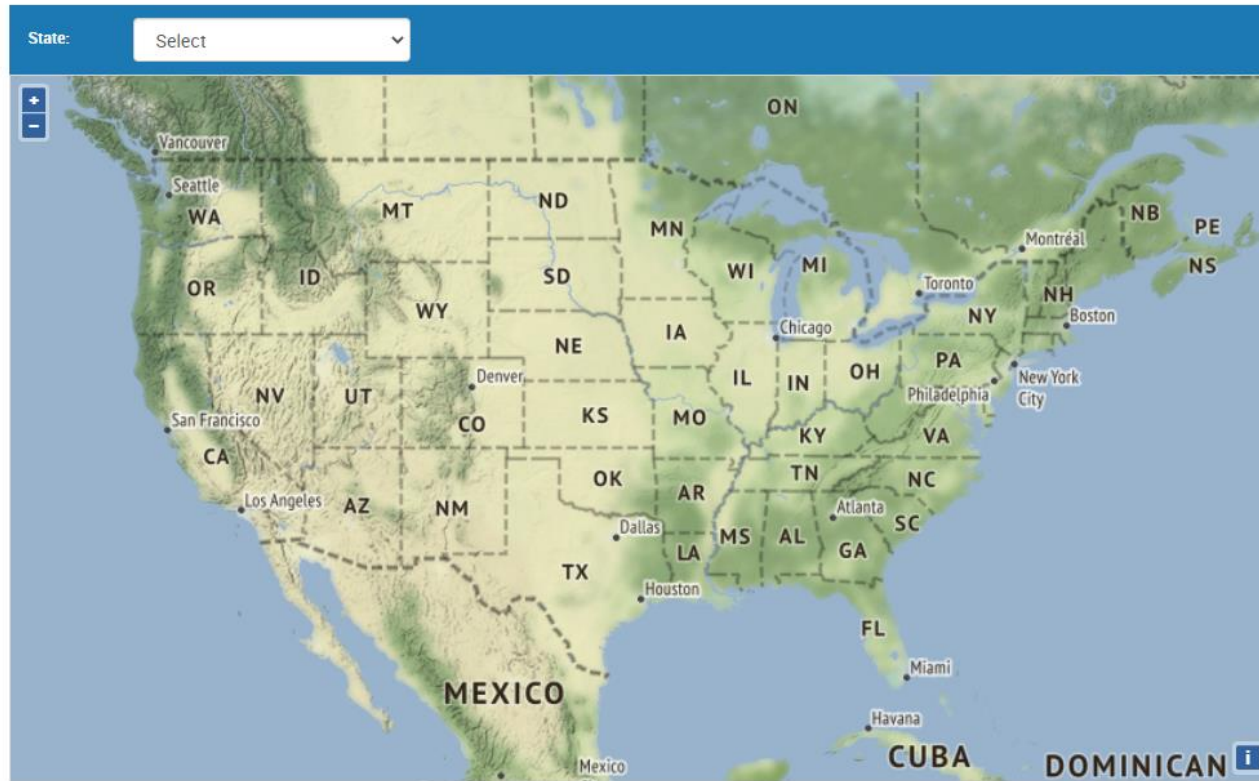 State:
Select
+
−
ON
Vancouver
Seattle
WA
MT
ND
MN
NB
PE
Montréal
NS
OR
ID
SD
WI
MI
Toronto
NH
WY
NY
Boston
IA
Chicago
NE
PA
OH
Denver
IL
IN
New York
City
NV
UT
Philadelphia
San Francisco
CO
KS
MO
KY
VA
CA
OK
TN
NC
Los Angeles
AZ
NM
AR
Atlanta
SC
Dallas
MS
AL
LA
GA
TX
Houston
FL
Miami
MEXICO
Havana
CUBA
i
DOMINICAN
Mexico